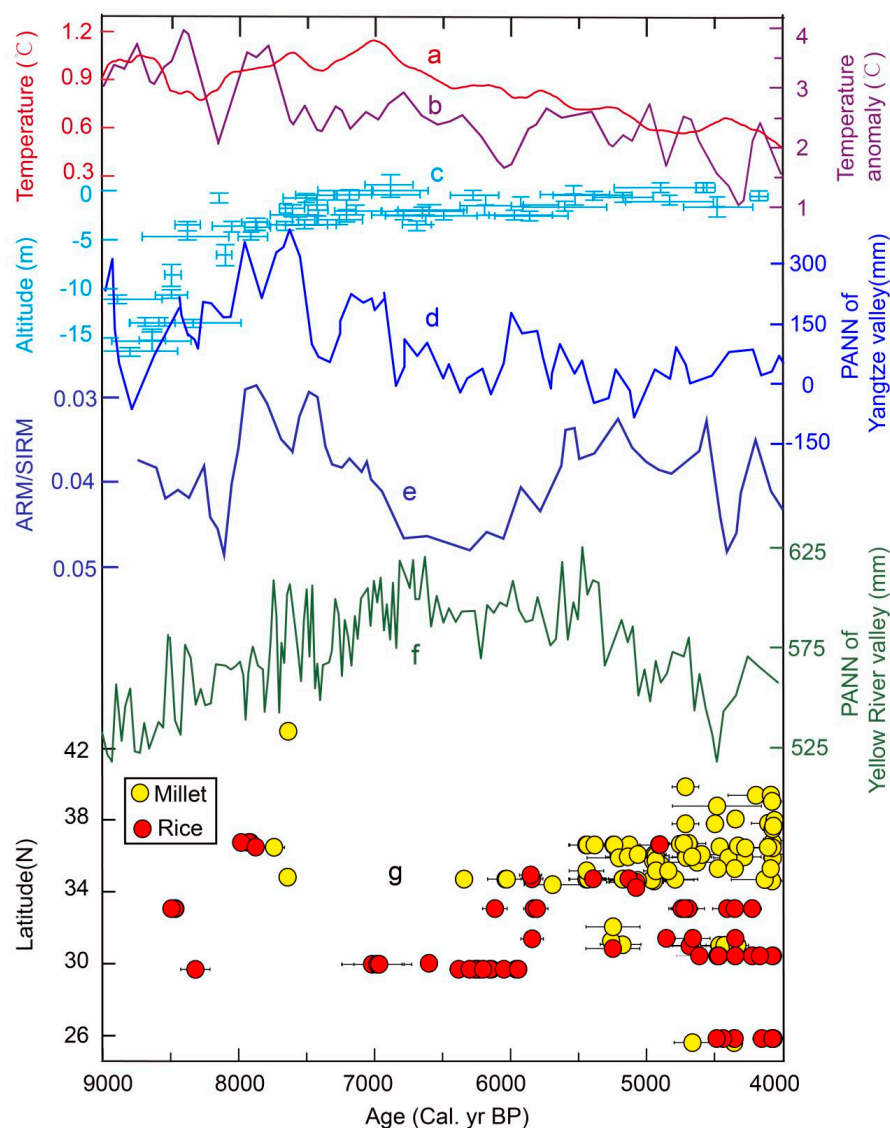 1.2
0.9
0.6
0.3
Temperature (℃)
4
3
2
1
Temperature
anomaly (℃)
a
b
c
0
-5
-10
-15
Altitude (m)
300
150
0
-150
PANN of
Yangtze valley(mm)
d
0.03
0.04
0.05
ARM/SIRM
e
625
575
525
PANN of
Yellow River valley (mm)
f
42
38
34
30
26
Latitude(N)
Millet
Rice
g
9000 8000 7000 6000 5000 4000
Age (Cal. yr BP)